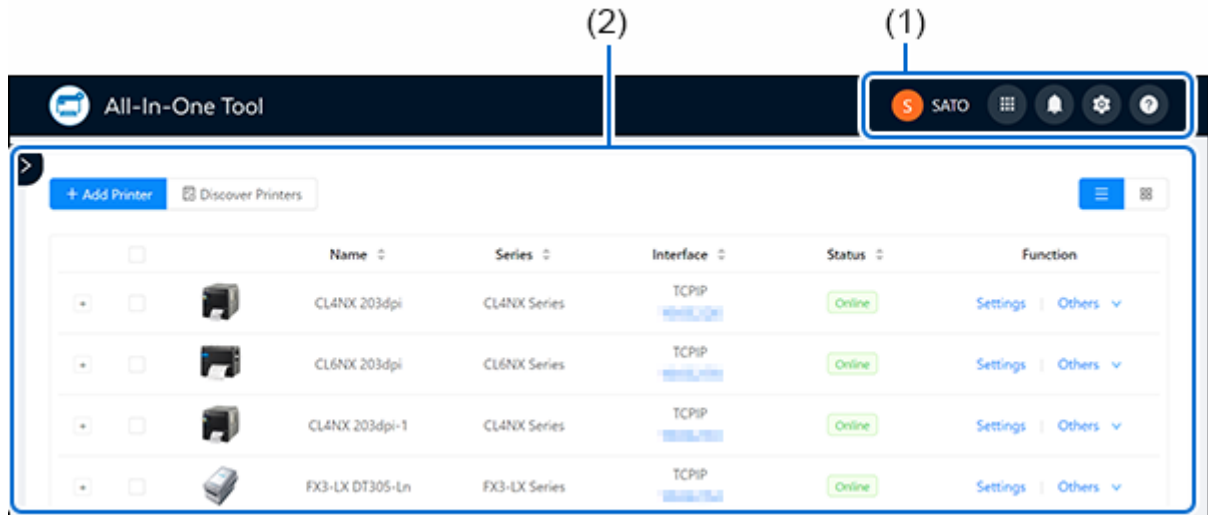 (2) (1)
All-In-One Tool S SATO
+ Add Printer Discover Printers
Name Series Interface Status Function
CL4NX 203dpi CL4NX Series TCPIP Online Settings Others
CL6NX 203dpi CL6NX Series TCPIP Online Settings Others
CL4NX 203dpi-1 CL4NX Series TCPIP Online Settings Others
FX3-LX DT305-Ln FX3-LX Series TCPIP Online Settings Others